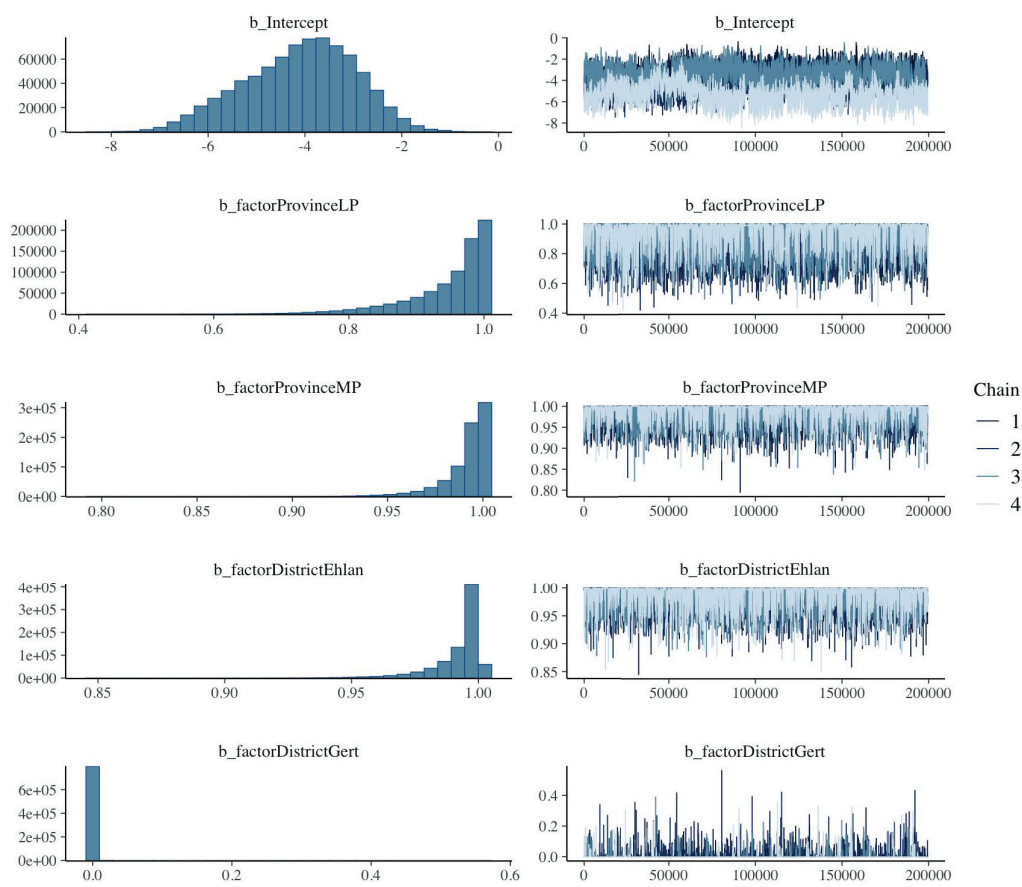 b_Intercept
60000
40000
20000
0
-8 -6 -4 -2 0
b_Intercept
0
-2
-4
-6
-8
0 50000 100000 150000 200000
b_factorProvinceLP
200000
150000
100000
50000
0
0.4 0.6 0.8 1.0
b_factorProvinceLP
1.0
0.8
0.6
0.4
0 50000 100000 150000 200000
b_factorProvinceMP
3e+05
2e+05
1e+05
0e+00
0.80 0.85 0.90 0.95 1.00
b_factorProvinceMP
1.00
0.95
0.90
0.85
0.80
0 50000 100000 150000 200000
Chain
1
2
3
4
b_factorDistrictEhlan
4e+05
3e+05
2e+05
1e+05
0e+00
0.85 0.90 0.95 1.00
b_factorDistrictEhlan
1.00
0.95
0.90
0.85
0 50000 100000 150000 200000
b_factorDistrictGert
6e+05
4e+05
2e+05
0e+00
0.0 0.2 0.4 0.6
b_factorDistrictGert
0.4
0.2
0.0
0 50000 100000 150000 200000